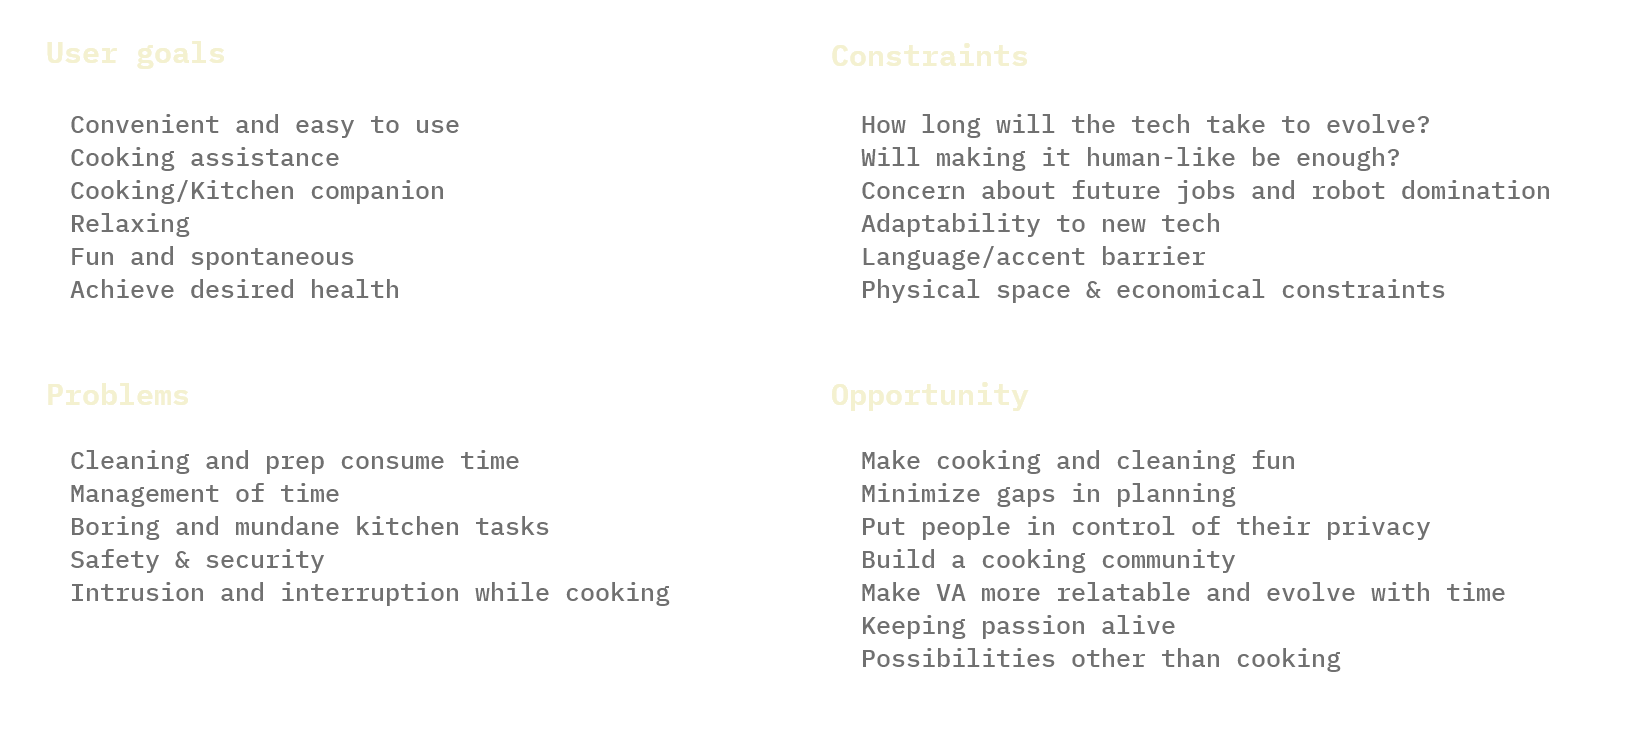 User goals
Convenient and easy to use
Cooking assistance
Cooking/Kitchen companion
Relaxing
Fun and spontaneous
Achieve desired health
Constraints
How long will the tech take to evolve?
Will making it human-like be enough?
Concern about future jobs and robot domination
Adaptability to new tech
Language/accent barrier
Physical space & economical constraints
Problems
Cleaning and prep consume time
Management of time
Boring and mundane kitchen tasks
Safety & security
Intrusion and interruption while cooking
Opportunity
Make cooking and cleaning fun
Minimize gaps in planning
Put people in control of their privacy
Build a cooking community
Make VA more relatable and evolve with time
Keeping passion alive
Possibilities other than cooking